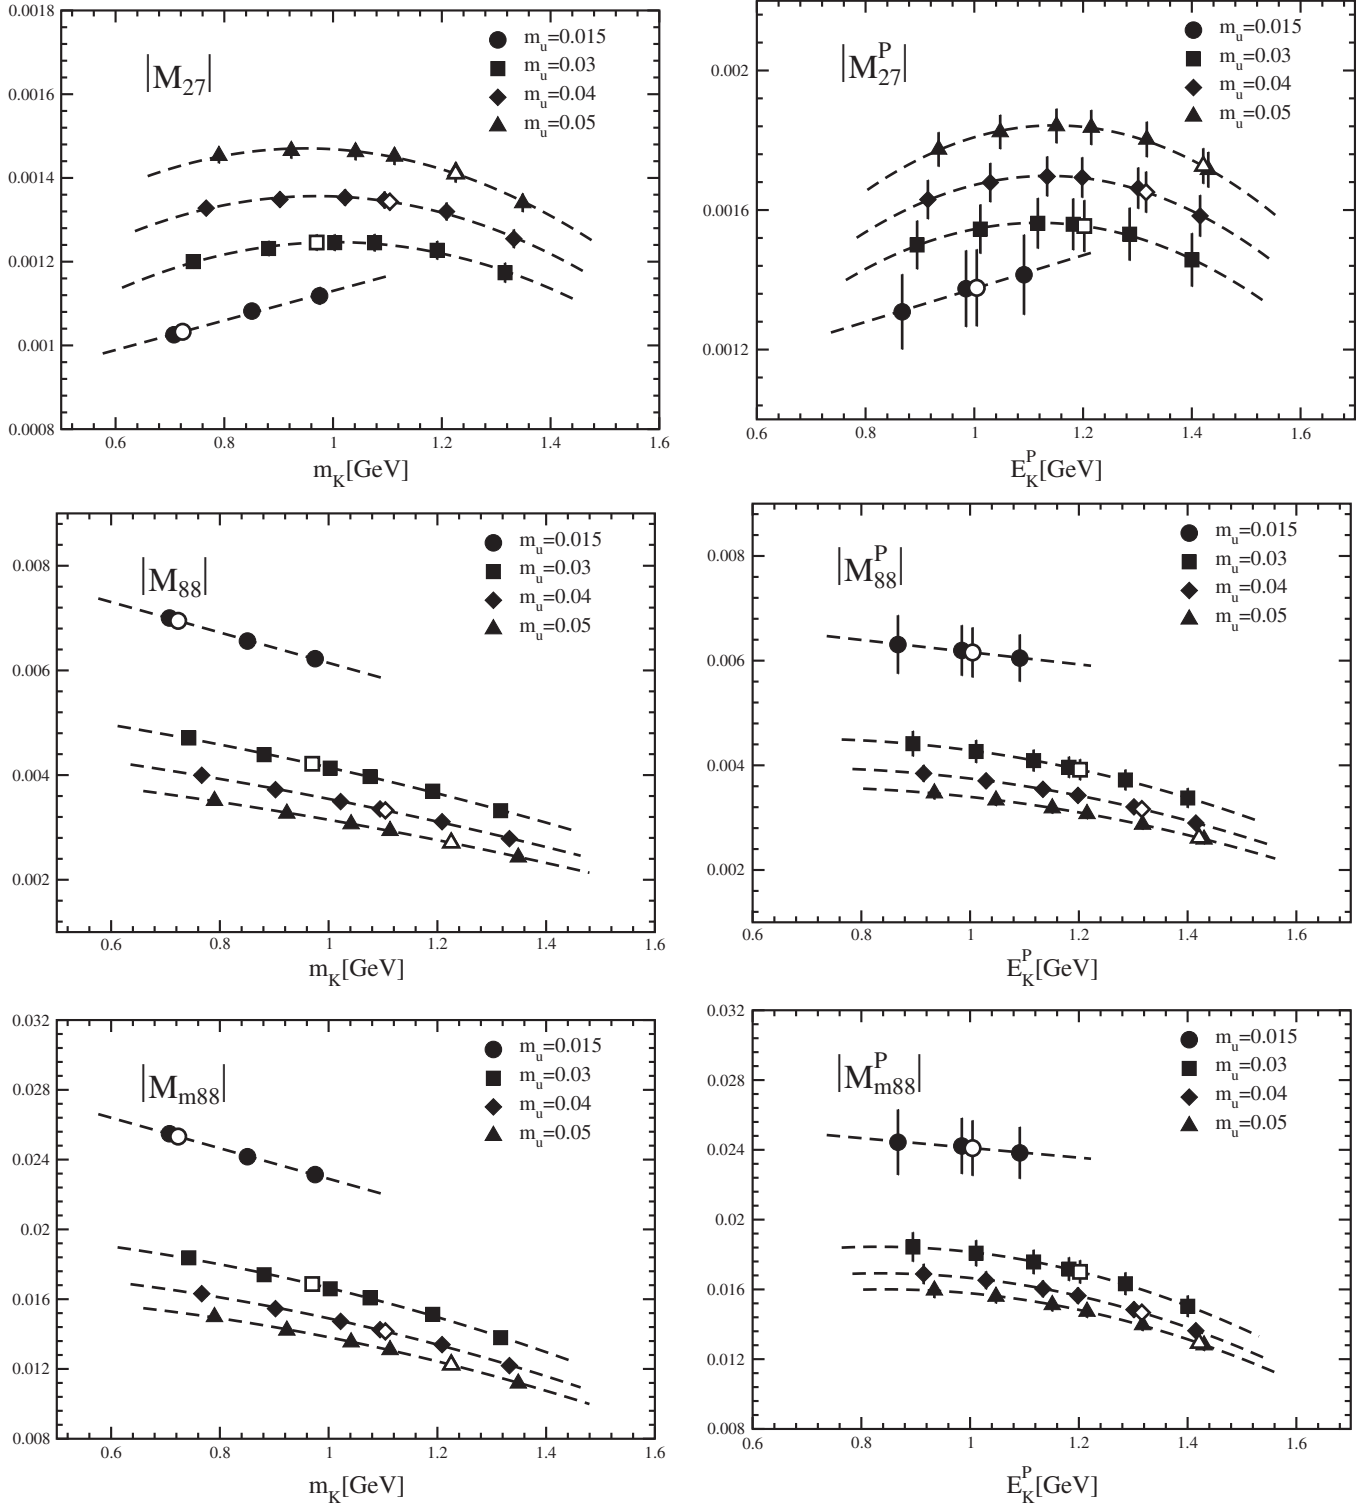 |M27|
m_u=0.015
m_u=0.03
m_u=0.04
m_u=0.05
0.0018
0.0016
0.0014
0.0012
0.001
0.0008
0.6 0.8 1 1.2 1.4 1.6
m_K[GeV]
|M_27^P|
m_u=0.015
m_u=0.03
m_u=0.04
m_u=0.05
0.002
0.0016
0.0012
0.6 0.8 1 1.2 1.4 1.6
E_K^P[GeV]
|M88|
m_u=0.015
m_u=0.03
m_u=0.04
m_u=0.05
0.008
0.006
0.004
0.002
0.6 0.8 1 1.2 1.4 1.6
m_K[GeV]
|M_88^P|
m_u=0.015
m_u=0.03
m_u=0.04
m_u=0.05
0.008
0.006
0.004
0.002
0.6 0.8 1 1.2 1.4 1.6
E_K^P[GeV]
|Mm88|
m_u=0.015
m_u=0.03
m_u=0.04
m_u=0.05
0.032
0.028
0.024
0.02
0.016
0.012
0.008
0.6 0.8 1 1.2 1.4 1.6
m_K[GeV]
|M_m88^P|
m_u=0.015
m_u=0.03
m_u=0.04
m_u=0.05
0.032
0.028
0.024
0.02
0.016
0.012
0.008
0.6 0.8 1 1.2 1.4 1.6
E_K^P[GeV]